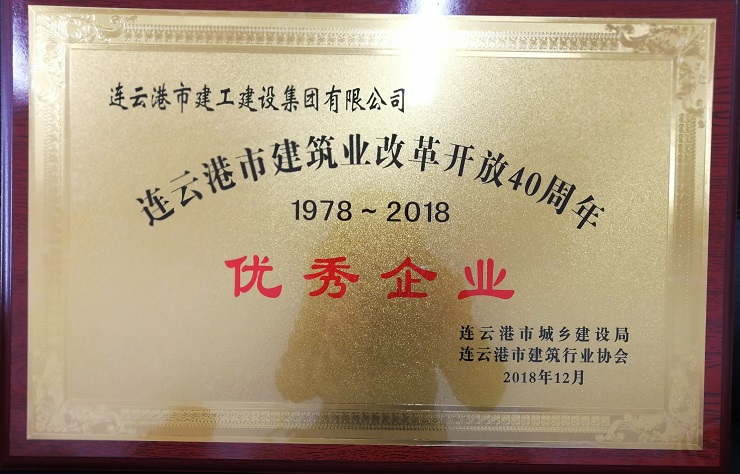 连云港市建工建设集团有限公司
连云港市建筑业改革开放40周年
1978~2018
优秀企业
连云港市城乡建设局
连云港市建筑行业协会
2018年12月